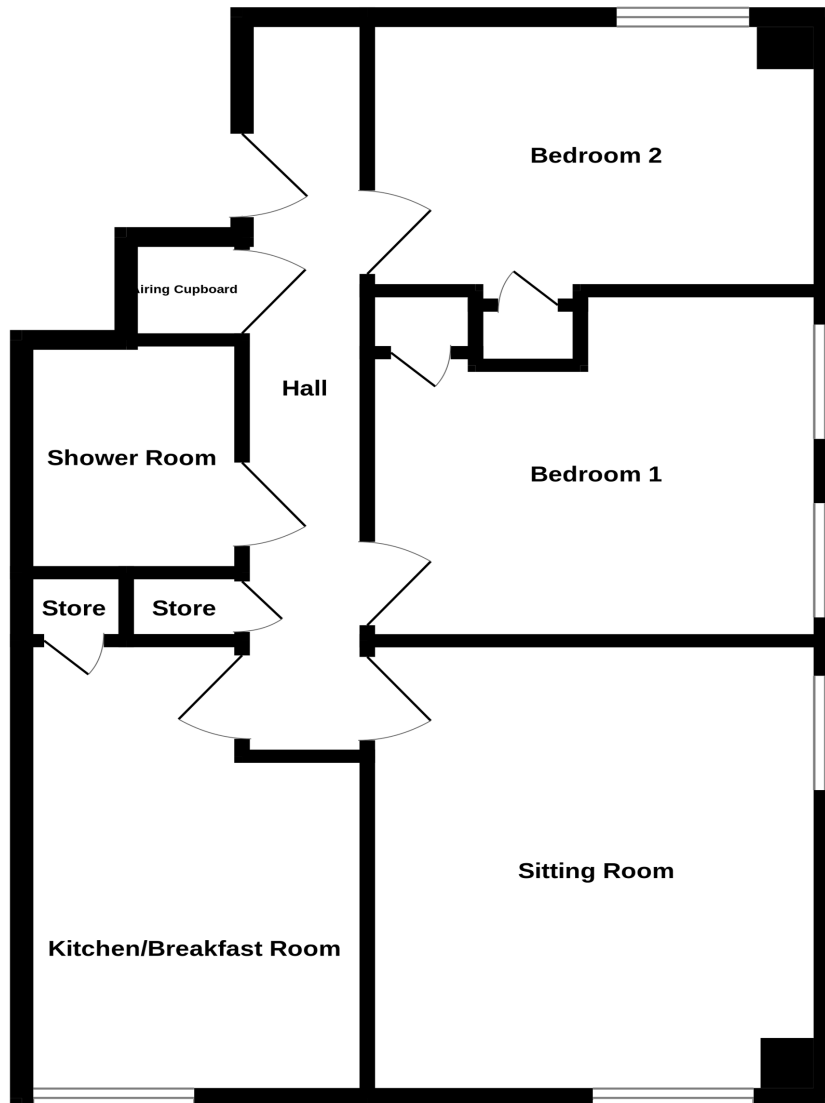 Bedroom 2
Airing Cupboard
Hall
Shower Room
Bedroom 1
Store
Store
Sitting Room
Kitchen/Breakfast Room